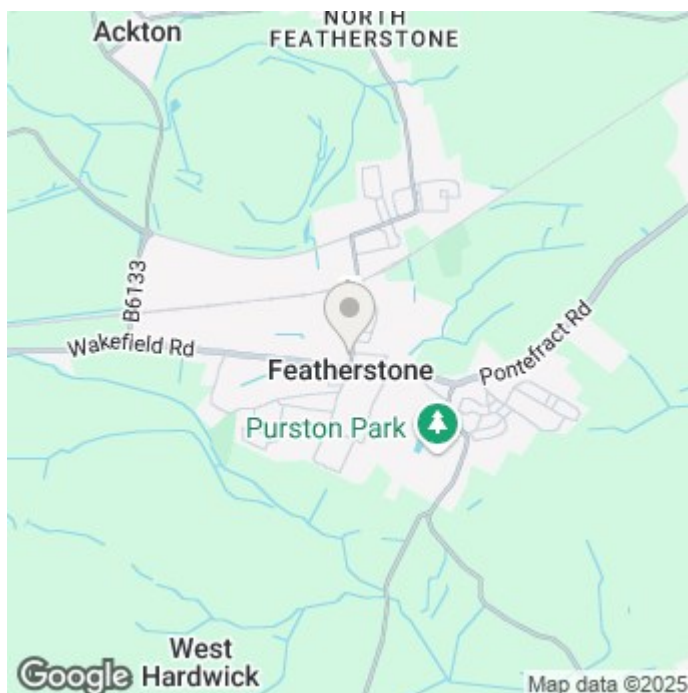 Ackton
NORTH
FEATHERSTONE
B6133
Wakefield Rd
Pontefract Rd
Featherstone
Purston Park
West
Hardwick
Google
Map data ©2025